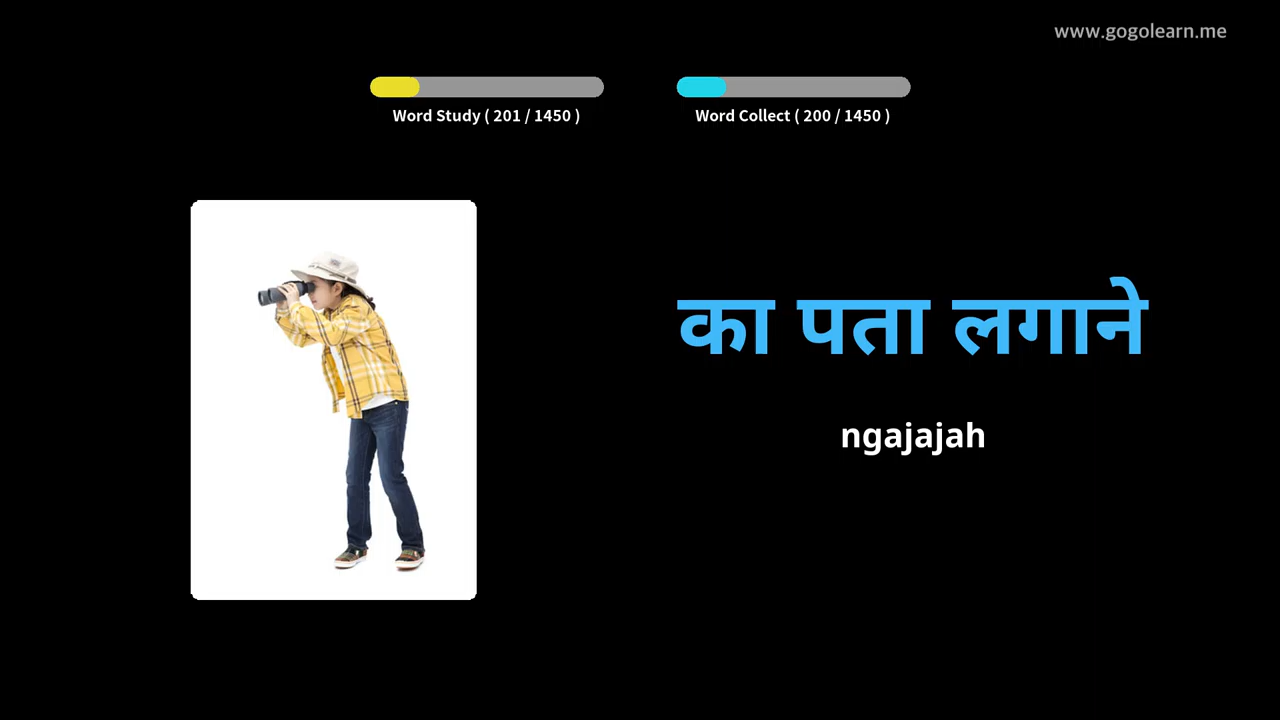 www.gogolearn.me
Word Study ( 201 / 1450 )
Word Collect ( 200 / 1450 )
का पता लगाने
ngajajah